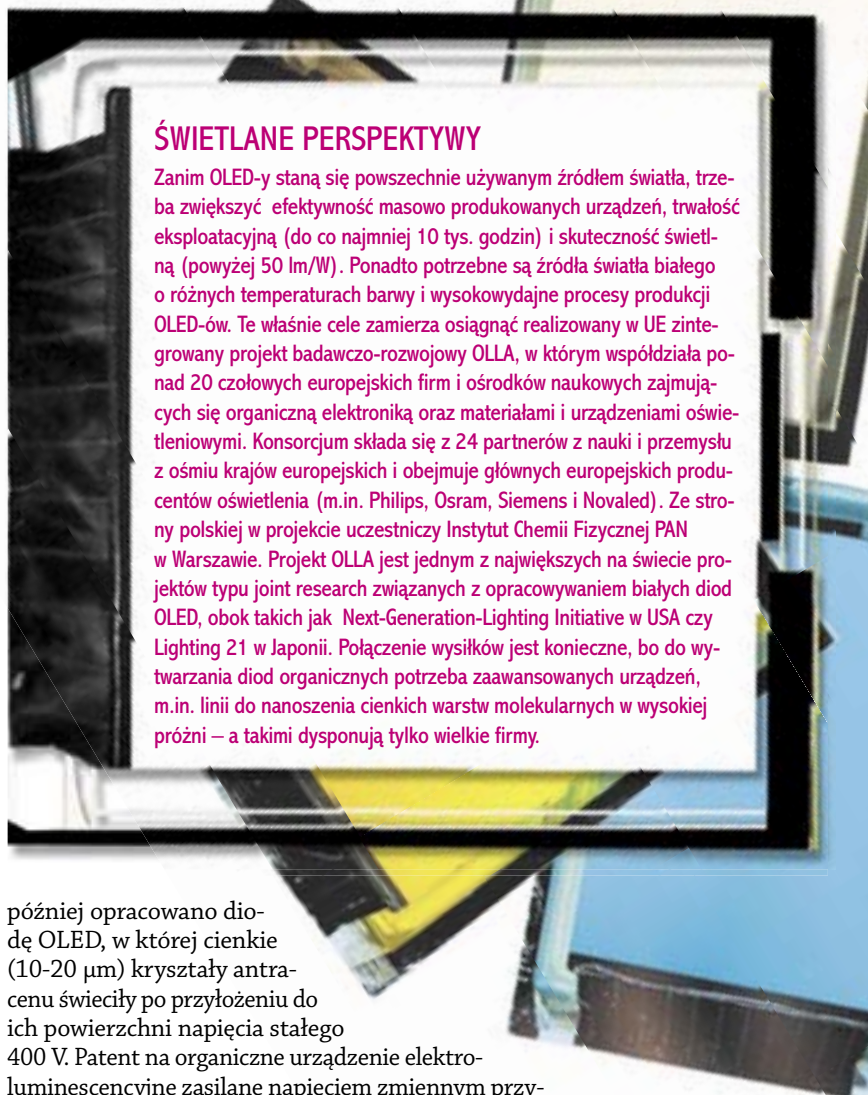 ŚWIETLANE PERSPEKTYWY
Zanim OLED-y staną się powszechnie używanym źródłem światła, trze-
ba zwiększyć efektywność masowo produkowanych urządzeń, trwałość
eksploatacyjną (do co najmniej 10 tys. godzin) i skuteczność świetl-
ną (powyżej 50 lm/W). Ponadto potrzebne są źródła światła białego
o różnych temperaturach barwy i wysokowydajne procesy produkcji
OLED-ów. Te właśnie cele zamierza osiągnąć realizowany w UE zinte-
growany projekt badawczo-rozwojowy OLLA, w którym współdziała po-
nad 20 czołowych europejskich firm i ośrodków naukowych zajmują-
cych się organiczną elektroniką oraz materiałami i urządzeniami oświe-
tleniowymi. Konsorcjum składa się z 24 partnerów z nauki i przemysłu
z ośmiu krajów europejskich i obejmuje głównych europejskich produ-
centów oświetlenia (m.in. Philips, Osram, Siemens i Novaled). Ze stro-
ny polskiej w projekcie uczestniczy Instytut Chemii Fizycznej PAN
w Warszawie. Projekt OLLA jest jednym z największych na świecie pro-
jektów typu joint research związanych z opracowywaniem białych diod
OLED, obok takich jak Next-Generation-Lighting Initiative w USA czy
Lighting 21 w Japonii. Połączenie wysiłków jest konieczne, bo do wy-
twarzania diod organicznych potrzeba zaawansowanych urządzeń,
m.in. linii do nanoszenia cienkich warstw molekularnych w wysokiej
próżni – a takimi dysponują tylko wielkie firmy.
później opracowano dio-
dę OLED, w której cienkie
(10-20 µm) kryształy antra-
cenu świeciły po przyłożeniu do
ich powierzchni napięcia stałego
400 V. Patent na organiczne urządzenie elektro-
luminescencyjne zasilane napięciem zmiennym przy-